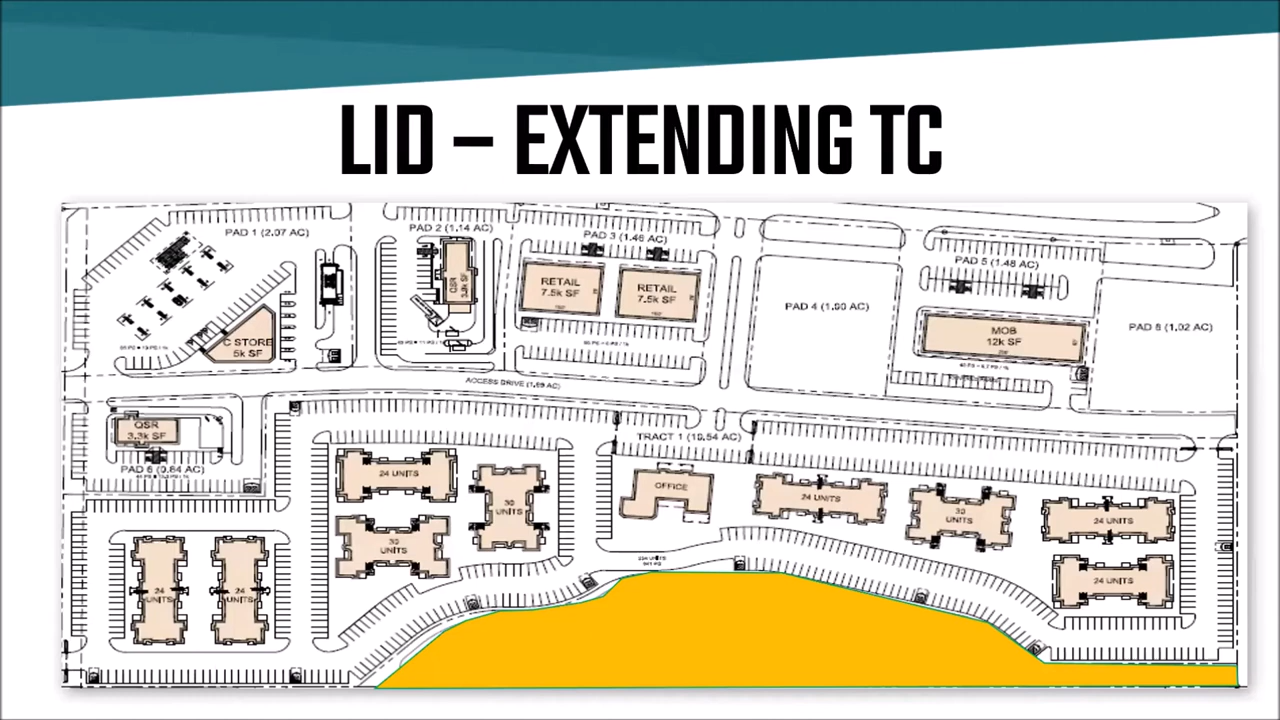 LID – EXTENDING TC
PAD 1 (2.07 AC)
PAD 2 (1.14 AC)
PAD 3 (1.46 AC)
PAD 5 (1.48 AC)
QSR
RETAIL
7.5k SF
RETAIL
7.5k SF
PAD 4 (1.90 AC)
MOB
12k SF
PAD 8 (1.02 AC)
C STORE
5k SF
ACCESS DRIVE (1.69 AC)
QSR
3.3k SF
PAD 6 (0.84 AC)
TRACT 1 (10.54 AC)
24 UNITS
30
UNITS
30
UNITS
OFFICE
24 UNITS
30
UNITS
24 UNITS
24 UNITS
24
UNITS
24
UNITS